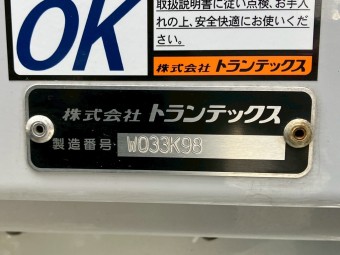 OK
取扱説明書に従い点検、お手入
れの上、安全快適にお使いくださ
い。
株式会社 トランテックス
株式会社 トランテックス
製造番号 W033K98